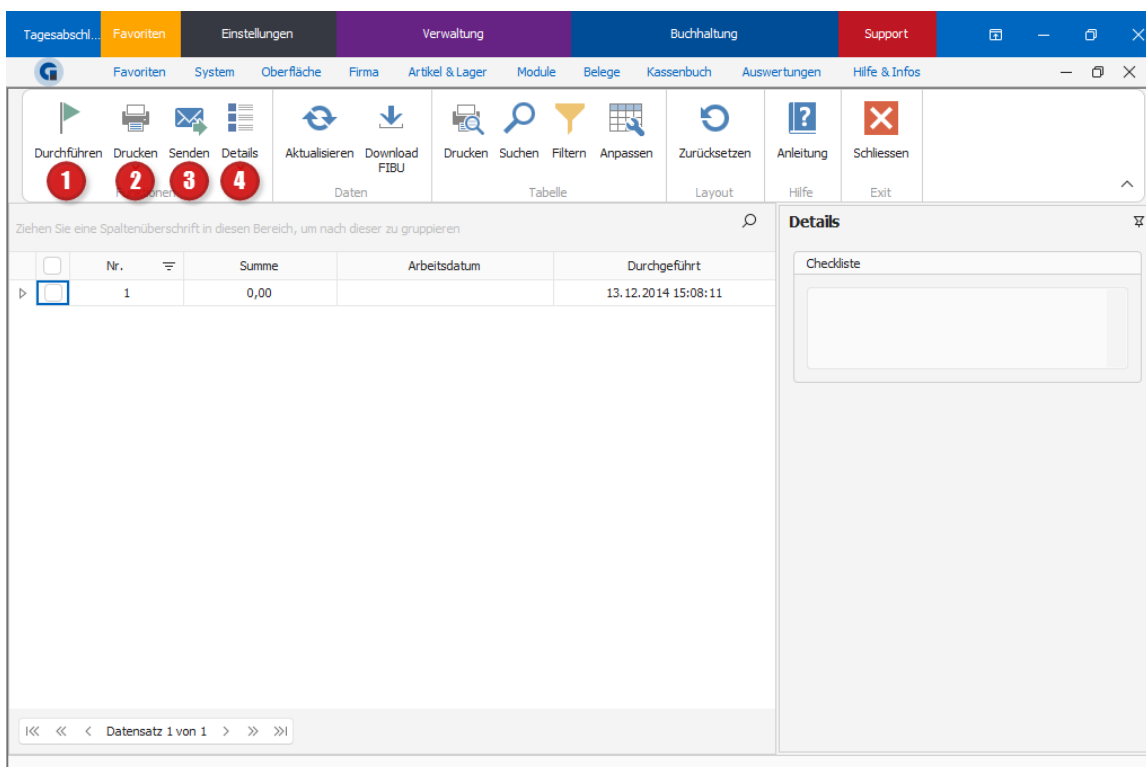 Tagesabschl... Favoriten Einstellungen Verwaltung Buchhaltung Support
G Favoriten System Oberfläche Firma Artikel & Lager Module Belege Kassenbuch Auswertungen Hilfe & Infos
Durchführen Drucken Senden Details Aktualisieren Download FIBU Drucken Suchen Filtern Anpassen Zurücksetzen Anleitung Schliessen
1 2 3 4
Daten Tabelle Layout Hilfe Exit
Ziehen Sie eine Spaltenüberschrift in diesen Bereich, um nach dieser zu gruppieren
Details
Nr. Summe Arbeitsdatum Durchgeführt
Checkliste
1 0,00 13.12.2014 15:08:11
Datensatz 1 von 1